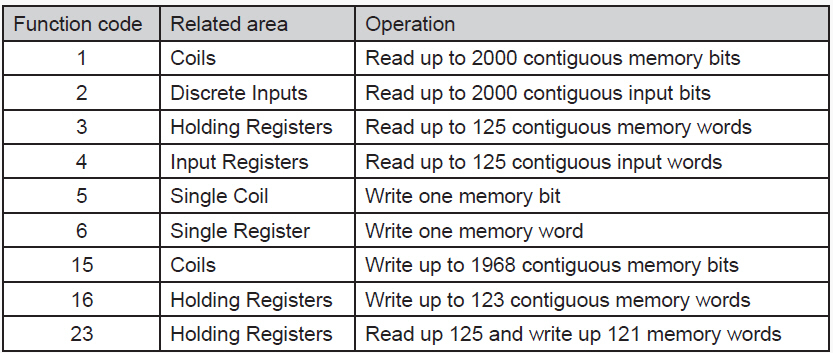 Function code Related area Operation
1 Coils Read up to 2000 contiguous memory bits
2 Discrete Inputs Read up to 2000 contiguous input bits
3 Holding Registers Read up to 125 contiguous memory words
4 Input Registers Read up to 125 contiguous input words
5 Single Coil Write one memory bit
6 Single Register Write one memory word
15 Coils Write up to 1968 contiguous memory bits
16 Holding Registers Write up to 123 contiguous memory words
23 Holding Registers Read up 125 and write up 121 memory words